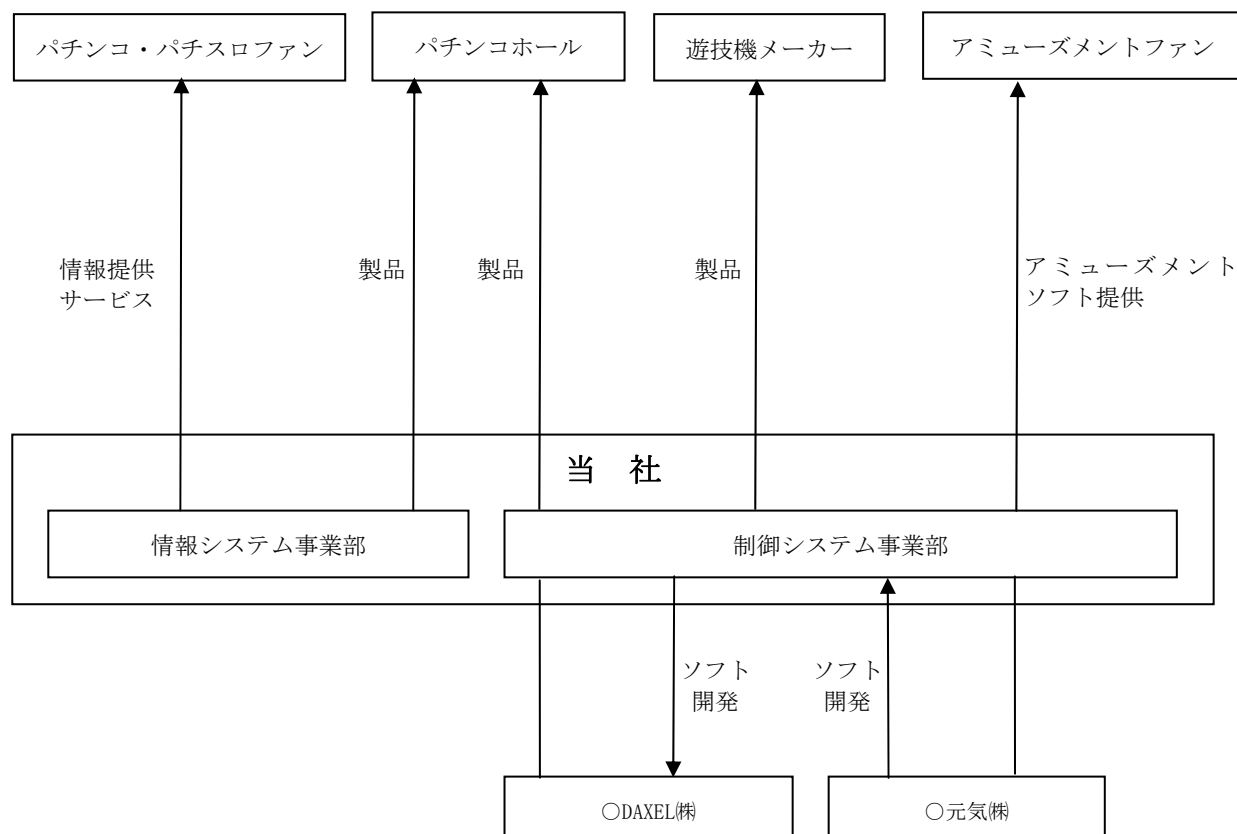 パチンコ・パチスロファン
パチンコホール
遊技機メーカー
アミューズメントファン
情報提供
サービス
製品
製品
製品
アミューズメント
ソフト提供
当 社
情報システム事業部
制御システム事業部
ソフト
開発
ソフト
開発
○DAXEL㈱
○元気㈱